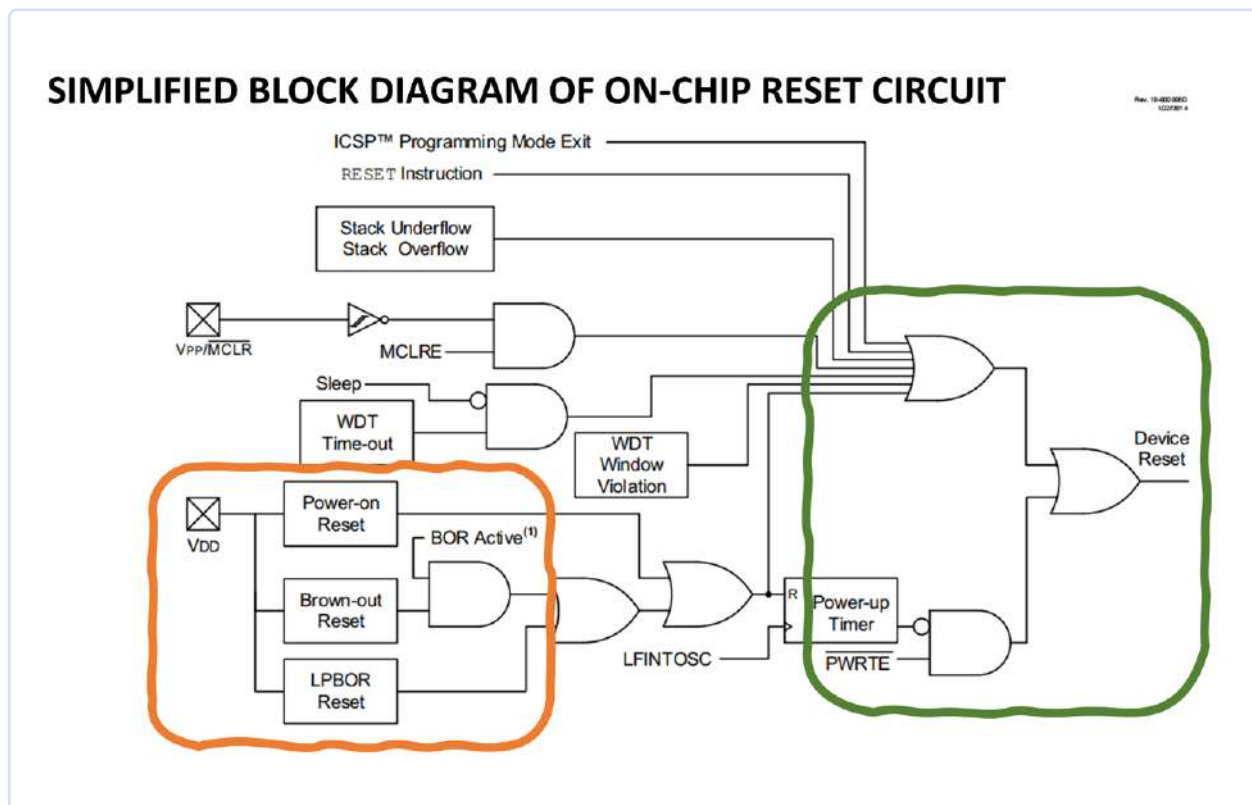 SIMPLIFIED BLOCK DIAGRAM OF ON-CHIP RESET CIRCUIT
ICSP™ Programming Mode Exit
RESET Instruction
Stack Underflow
Stack Overflow
VPP/MCLR
MCLRE
Sleep
WDT
Time-out
WDT
Window
Violation
Device
Reset
VDD
Power-on
Reset
BOR Active(1)
Brown-out
Reset
R
Power-up
Timer
LFINTOSC
PWRTE
LPBOR
Reset